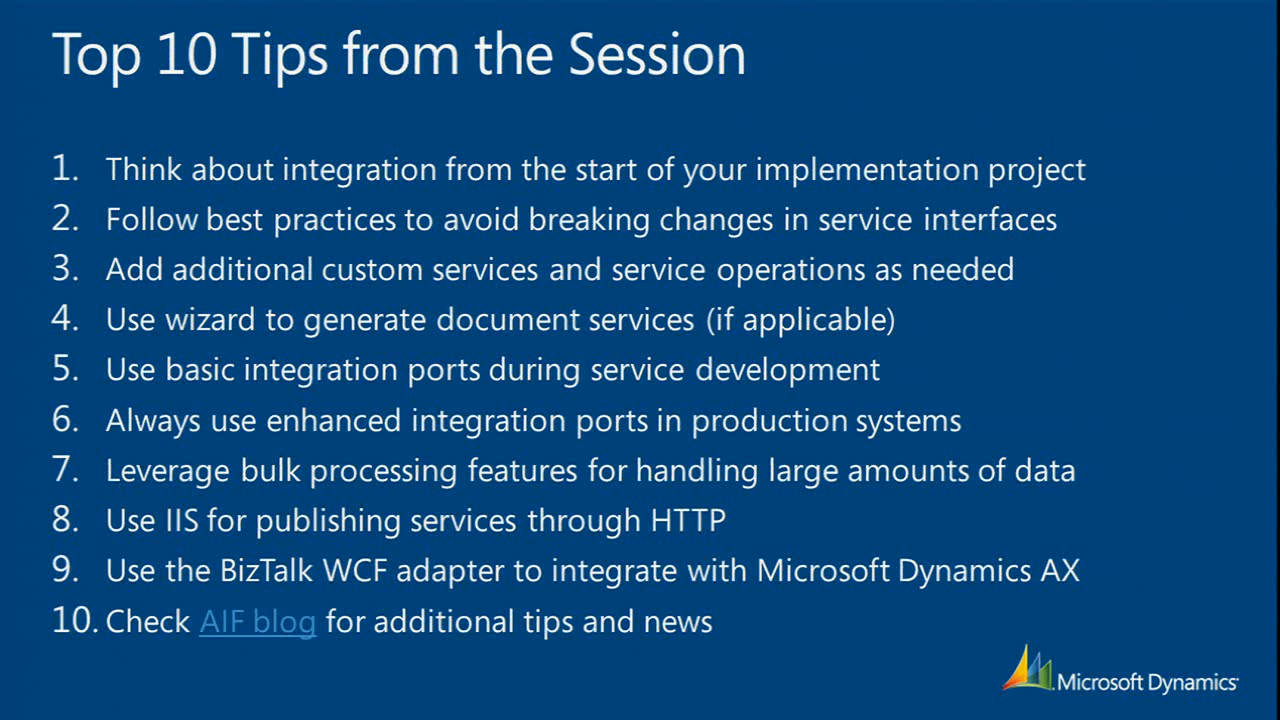 Top 10 Tips from the Session
1. Think about integration from the start of your implementation project
2. Follow best practices to avoid breaking changes in service interfaces
3. Add additional custom services and service operations as needed
4. Use wizard to generate document services (if applicable)
5. Use basic integration ports during service development
6. Always use enhanced integration ports in production systems
7. Leverage bulk processing features for handling large amounts of data
8. Use IIS for publishing services through HTTP
9. Use the BizTalk WCF adapter to integrate with Microsoft Dynamics AX
10. Check AIF blog for additional tips and news
Microsoft Dynamics